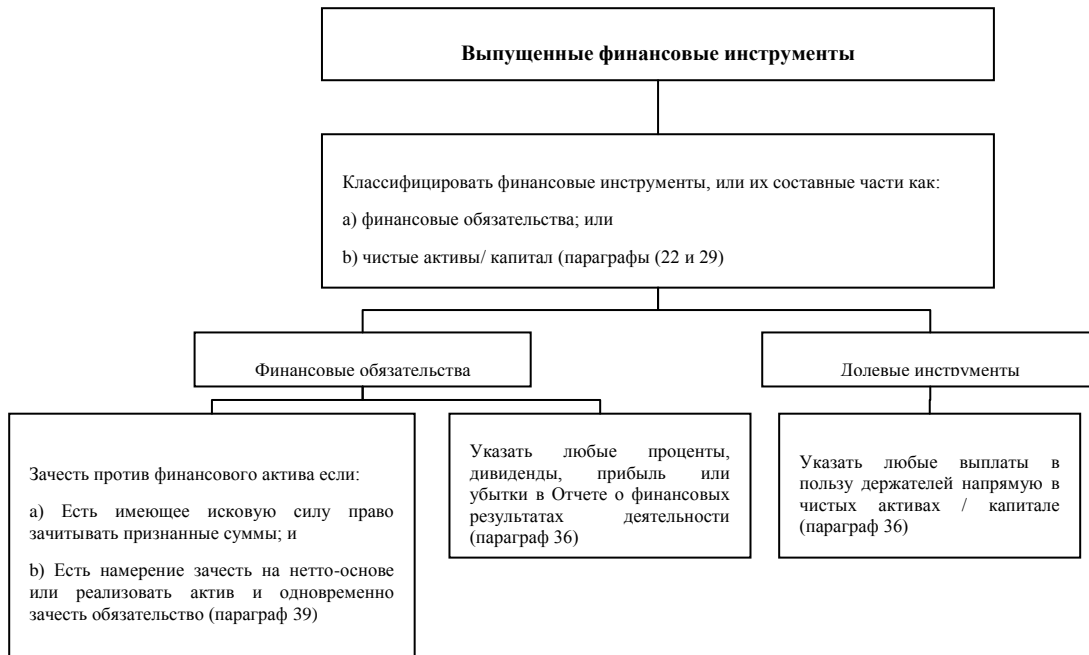 Выпущенные финансовые инструменты
Классифицировать финансовые инструменты, или их составные части как:
a) финансовые обязательства; или
b) чистые активы/ капитал (параграфы (22 и 29)
Финансовые обязательства
Долевые инструменты
Зачесть против финансового актива если:
a) Есть имеющее исковую силу право
зачитывать признанные суммы; и
b) Есть намерение зачесть на нетто-основе
или реализовать актив и одновременно
зачесть обязательство (параграф 39)
Указать любые проценты,
дивиденды, прибыль или
убытки в Отчете о финансовых
результатах деятельности
(параграф 36)
Указать любые выплаты в
пользу держателей напрямую в
чистых активах / капитале
(параграф 36)